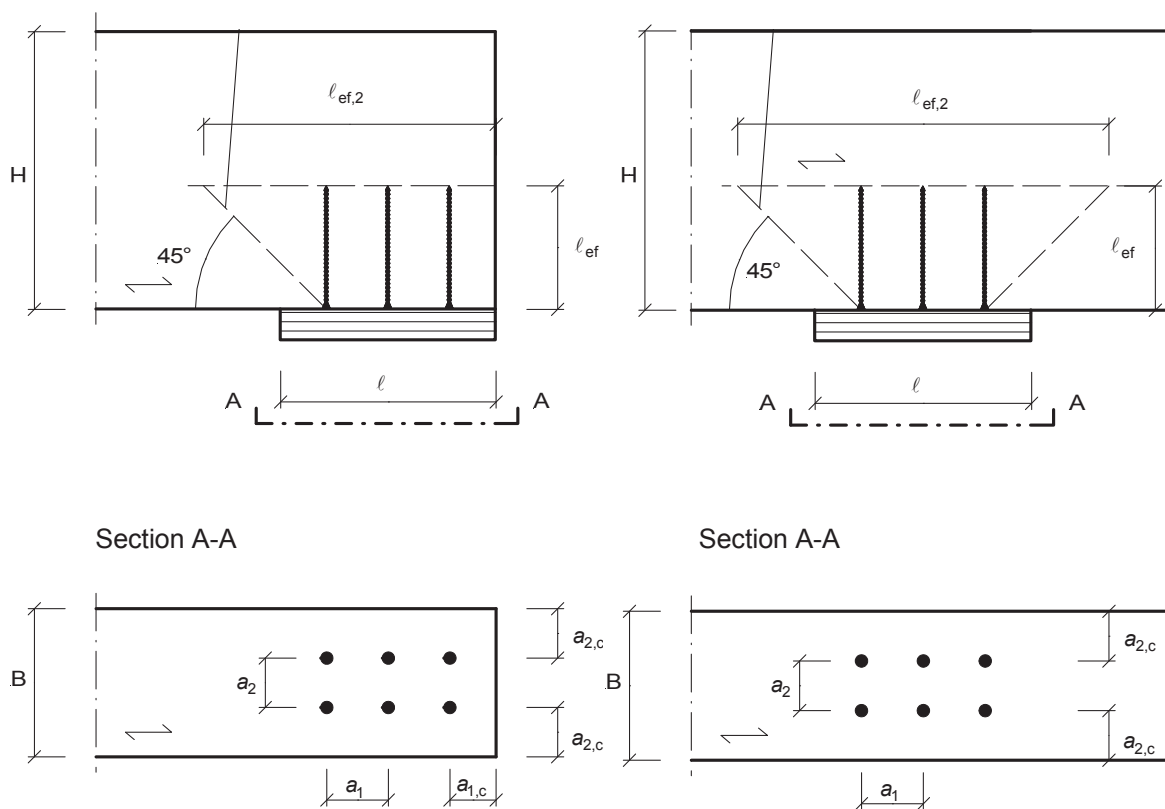 ℓef,2
ℓef,2
H
H
45°
ℓef
45°
ℓef
ℓ
ℓ
A A
A A
Section A-A
Section A-A
B
a2
a2,c
a2,c
B
a2
a2,c
a2,c
a1
a1,c
a1